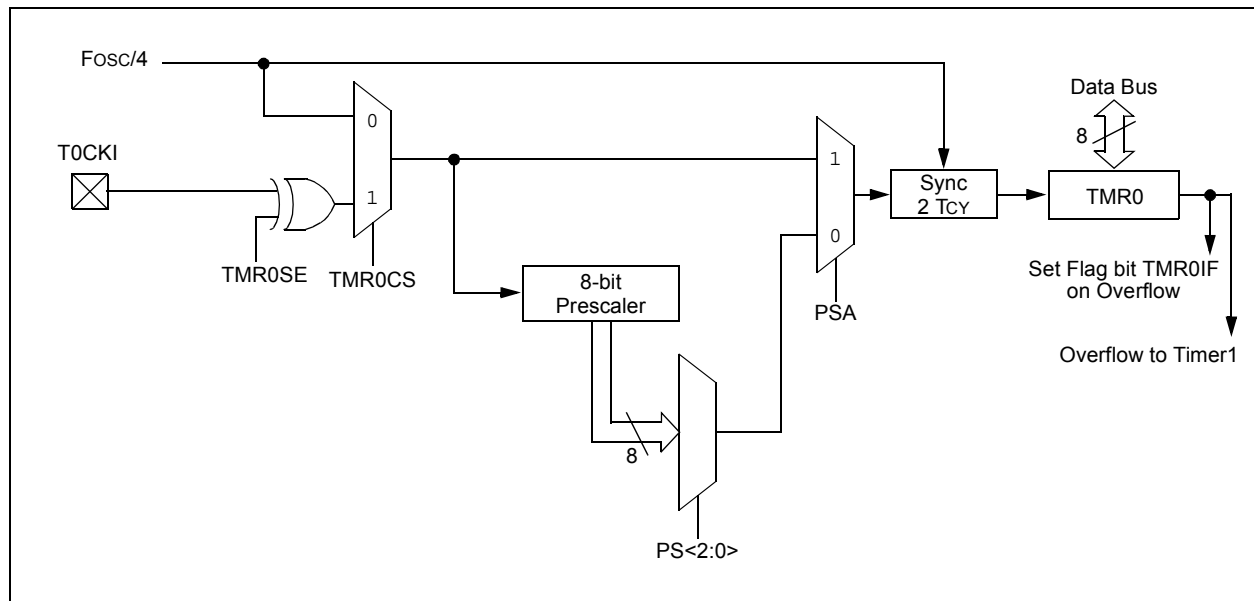 FOSC/4
Data Bus
8
0
T0CKI
1
1
Sync
2 TCY
TMR0
0
TMR0SE
TMR0CS
8-bit
Prescaler
PSA
Set Flag bit TMR0IF
on Overflow
Overflow to Timer1
8
PS<2:0>